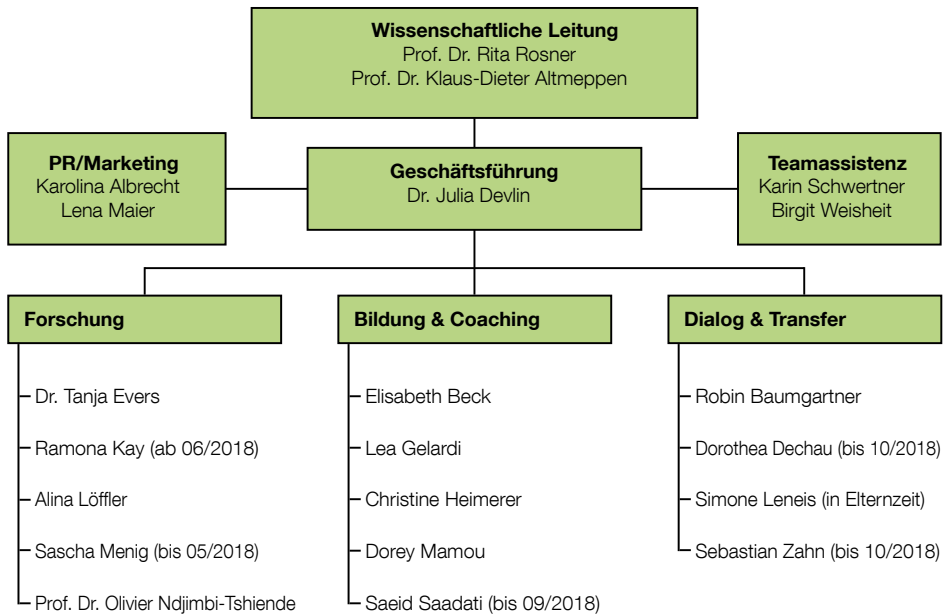 Wissenschaftliche Leitung
Prof. Dr. Rita Rosner
Prof. Dr. Klaus-Dieter Altmeppen
PR/Marketing
Karolina Albrecht
Lena Maier
Geschäftsführung
Dr. Julia Devlin
Teamassistenz
Karin Schwertner
Birgit Weisheit
Forschung
Dr. Tanja Evers
Ramona Kay (ab 06/2018)
Alina Löffler
Sascha Menig (bis 05/2018)
Prof. Dr. Olivier Ndjimbi-Tshiende
Bildung & Coaching
Elisabeth Beck
Lea Gelardi
Christine Heimerer
Dorey Mamou
Saeid Saadati (bis 09/2018)
Dialog & Transfer
Robin Baumgartner
Dorothea Dechau (bis 10/2018)
Simone Leneis (in Elternzeit)
Sebastian Zahn (bis 10/2018)